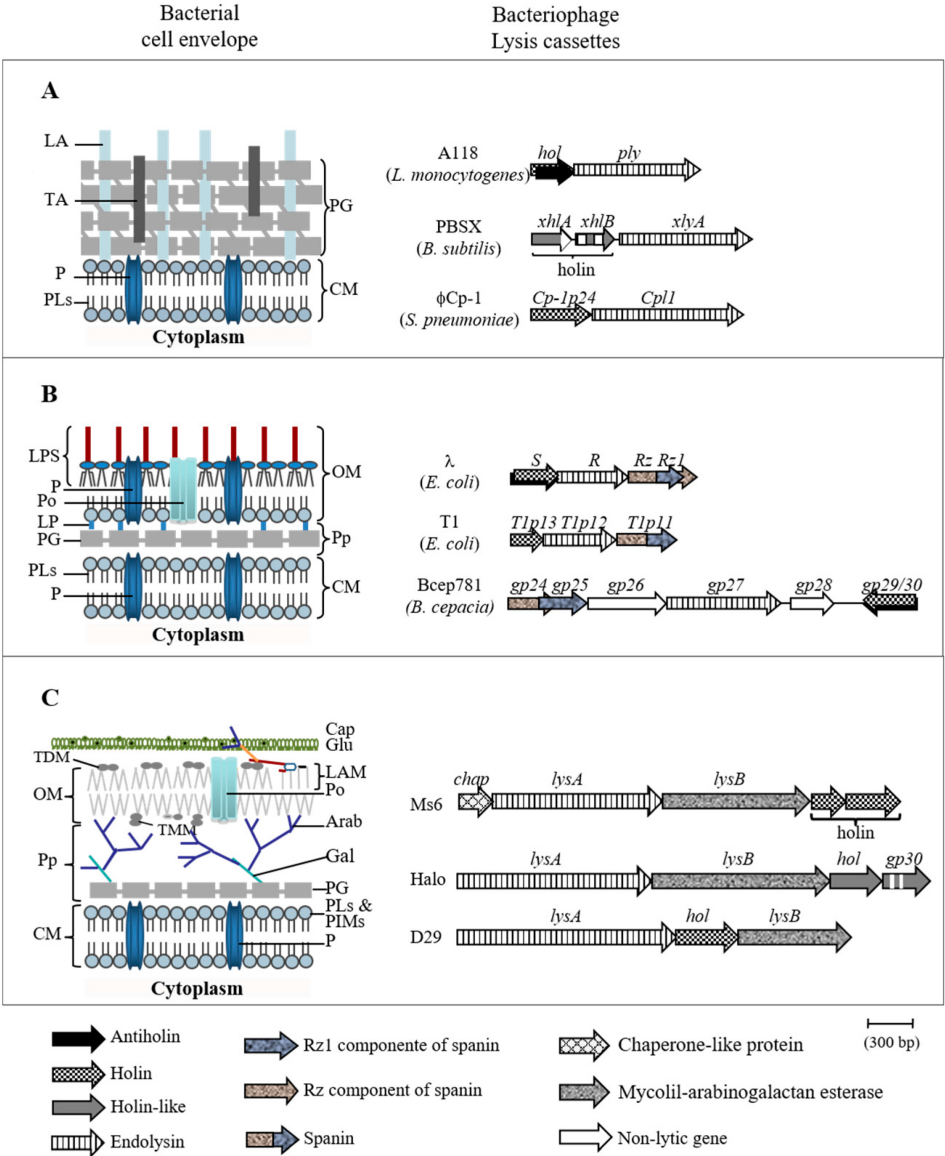 Bacterial
cell envelope
Bacteriophage
Lysis cassettes
A
LA
TA
PG
P
PLs
CM
Cytoplasm
A118
(L. monocytogenes)
hol ply
PBSX
(B. subtilis)
xhlA xhlB xlyA
holin
ϕCp-1
(S. pneumoniae)
Cp-1p24 Cpl1
B
LPS
P
Po
LP
PG
PLs
P
OM
Pp
CM
Cytoplasm
λ
(E. coli)
S R Rz Rz1
T1
(E. coli)
T1p13 T1p12 T1p11
Bcep781
(B. cepacia)
gp24 gp25 gp26 gp27 gp28 gp29/30
C
Cap
Glu
TDM
LAM
OM
Po
TMM
Arab
Pp
Gal
PG
PLs &
PIMs
CM
P
Cytoplasm
Ms6
chap lysA lysB
holin
Halo
lysA lysB hol gp30
D29
lysA hol lysB
Antiholin
Holin
Holin-like
Endolysin
Rz1 componente of spanin
Rz component of spanin
Spanin
Chaperone-like protein
Mycolil-arabinogalactan esterase
Non-lytic gene
(300 bp)